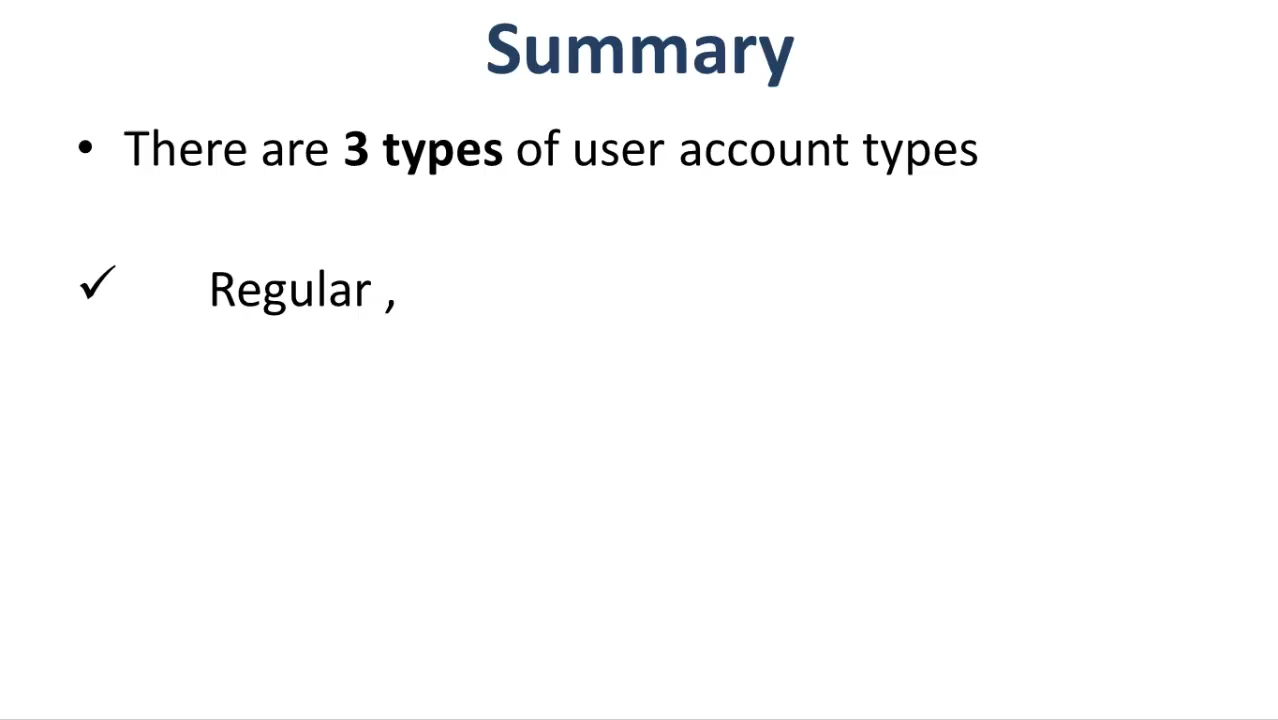 Summary
• There are 3 types of user account types
✓ Regular ,